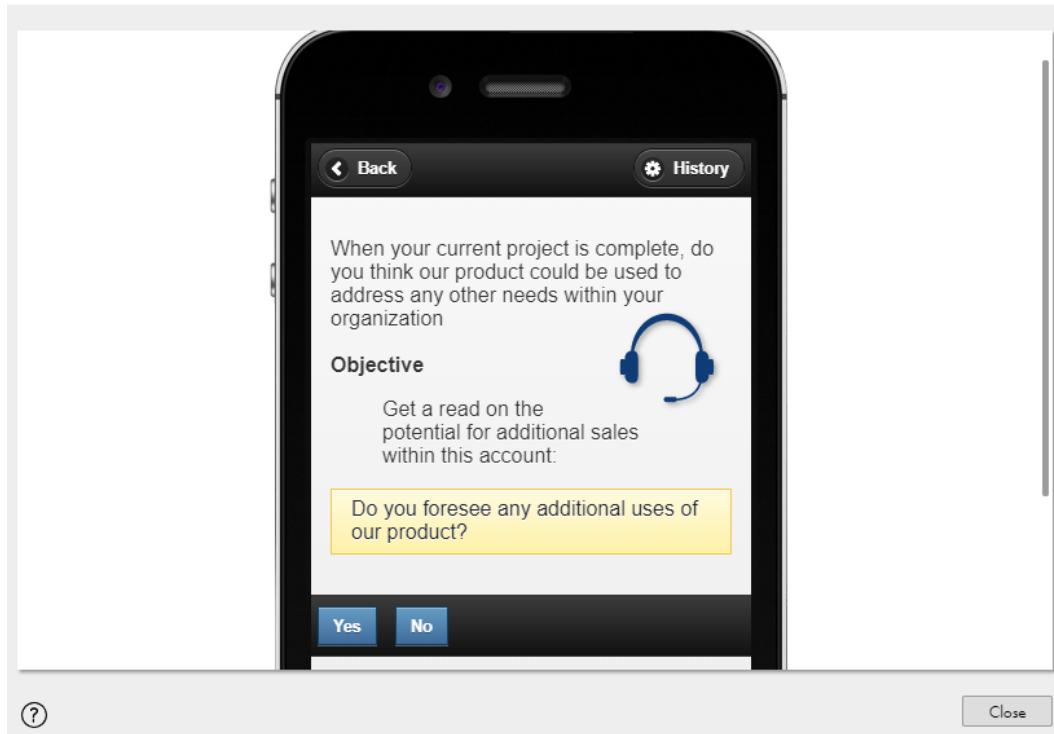 Back
History
When your current project is complete, do
you think our product could be used to
address any other needs within your
organization
Objective
Get a read on the
potential for additional sales
within this account:
Do you foresee any additional uses of
our product?
Yes
No
?
Close